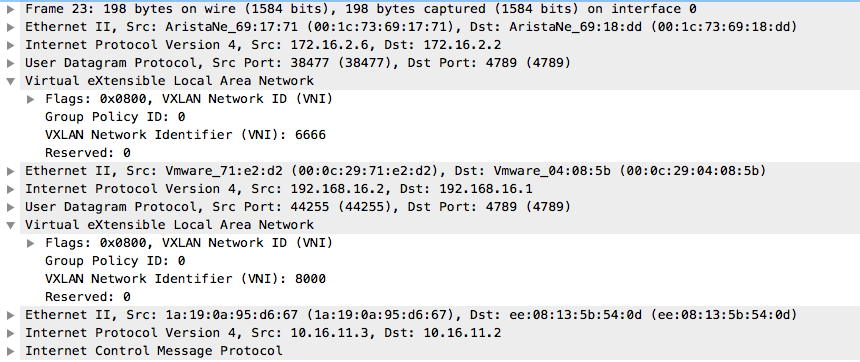 Frame 23: 198 bytes on wire (1584 bits), 198 bytes captured (1584 bits) on interface 0
Ethernet II, Src: AristaNe_69:17:71 (00:1c:73:69:17:71), Dst: AristaNe_69:18:dd (00:1c:73:69:18:dd)
Internet Protocol Version 4, Src: 172.16.2.6, Dst: 172.16.2.2
User Datagram Protocol, Src Port: 38477 (38477), Dst Port: 4789 (4789)
Virtual eXtensible Local Area Network
Flags: 0x0800, VXLAN Network ID (VNI)
Group Policy ID: 0
VXLAN Network Identifier (VNI): 6666
Reserved: 0
Ethernet II, Src: Vmware_71:e2:d2 (00:0c:29:71:e2:d2), Dst: Vmware_04:08:5b (00:0c:29:04:08:5b)
Internet Protocol Version 4, Src: 192.168.16.2, Dst: 192.168.16.1
User Datagram Protocol, Src Port: 44255 (44255), Dst Port: 4789 (4789)
Virtual eXtensible Local Area Network
Flags: 0x0800, VXLAN Network ID (VNI)
Group Policy ID: 0
VXLAN Network Identifier (VNI): 8000
Reserved: 0
Ethernet II, Src: 1a:19:0a:95:d6:67 (1a:19:0a:95:d6:67), Dst: ee:08:13:5b:54:0d (ee:08:13:5b:54:0d)
Internet Protocol Version 4, Src: 10.16.11.3, Dst: 10.16.11.2
Internet Control Message Protocol